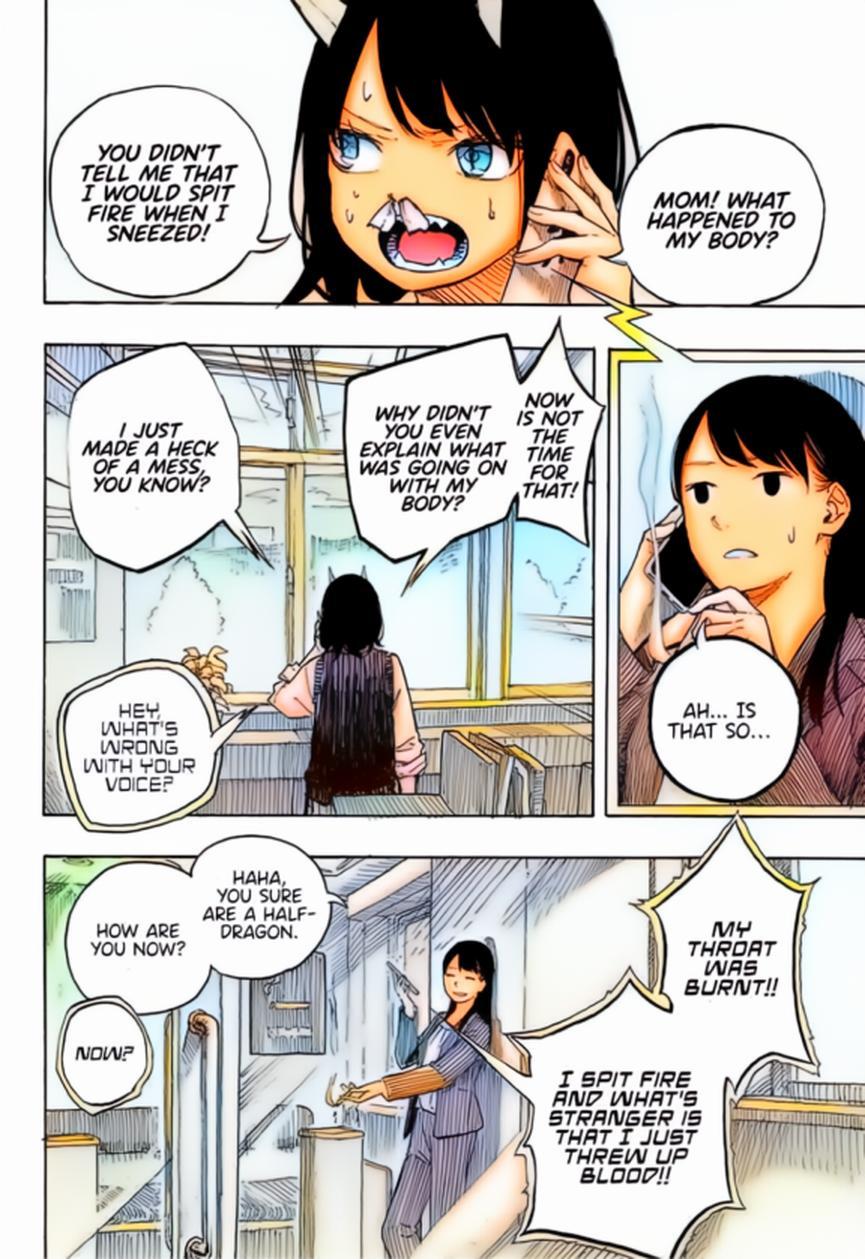 MOM! WHAT
HAPPENED TO
MY BODY?
YOU DIDN'T
TELL ME THAT
I WOULD SPIT
FIRE WHEN I
SNEEZED!
AH... IS
THAT SO...
NOW
IS NOT
THE
TIME
FOR
THAT!
WHY DIDN'T
YOU EVEN
EXPLAIN WHAT
WAS GOING ON
WITH MY
BODY?
I JUST
MADE A HECK
OF A MESS,
YOU KNOW?
HEY,
WHAT'S
WRONG
WITH YOUR
VOICE?
MY
THROAT
WAS
BURNT!!
I SPIT FIRE
AND WHAT'S
STRANGER IS
THAT I JUST
THREW UP
BLOOD!!
HAHA,
YOU SURE
ARE A HALF-
DRAGON.
HOW ARE
YOU NOW?
NOW?